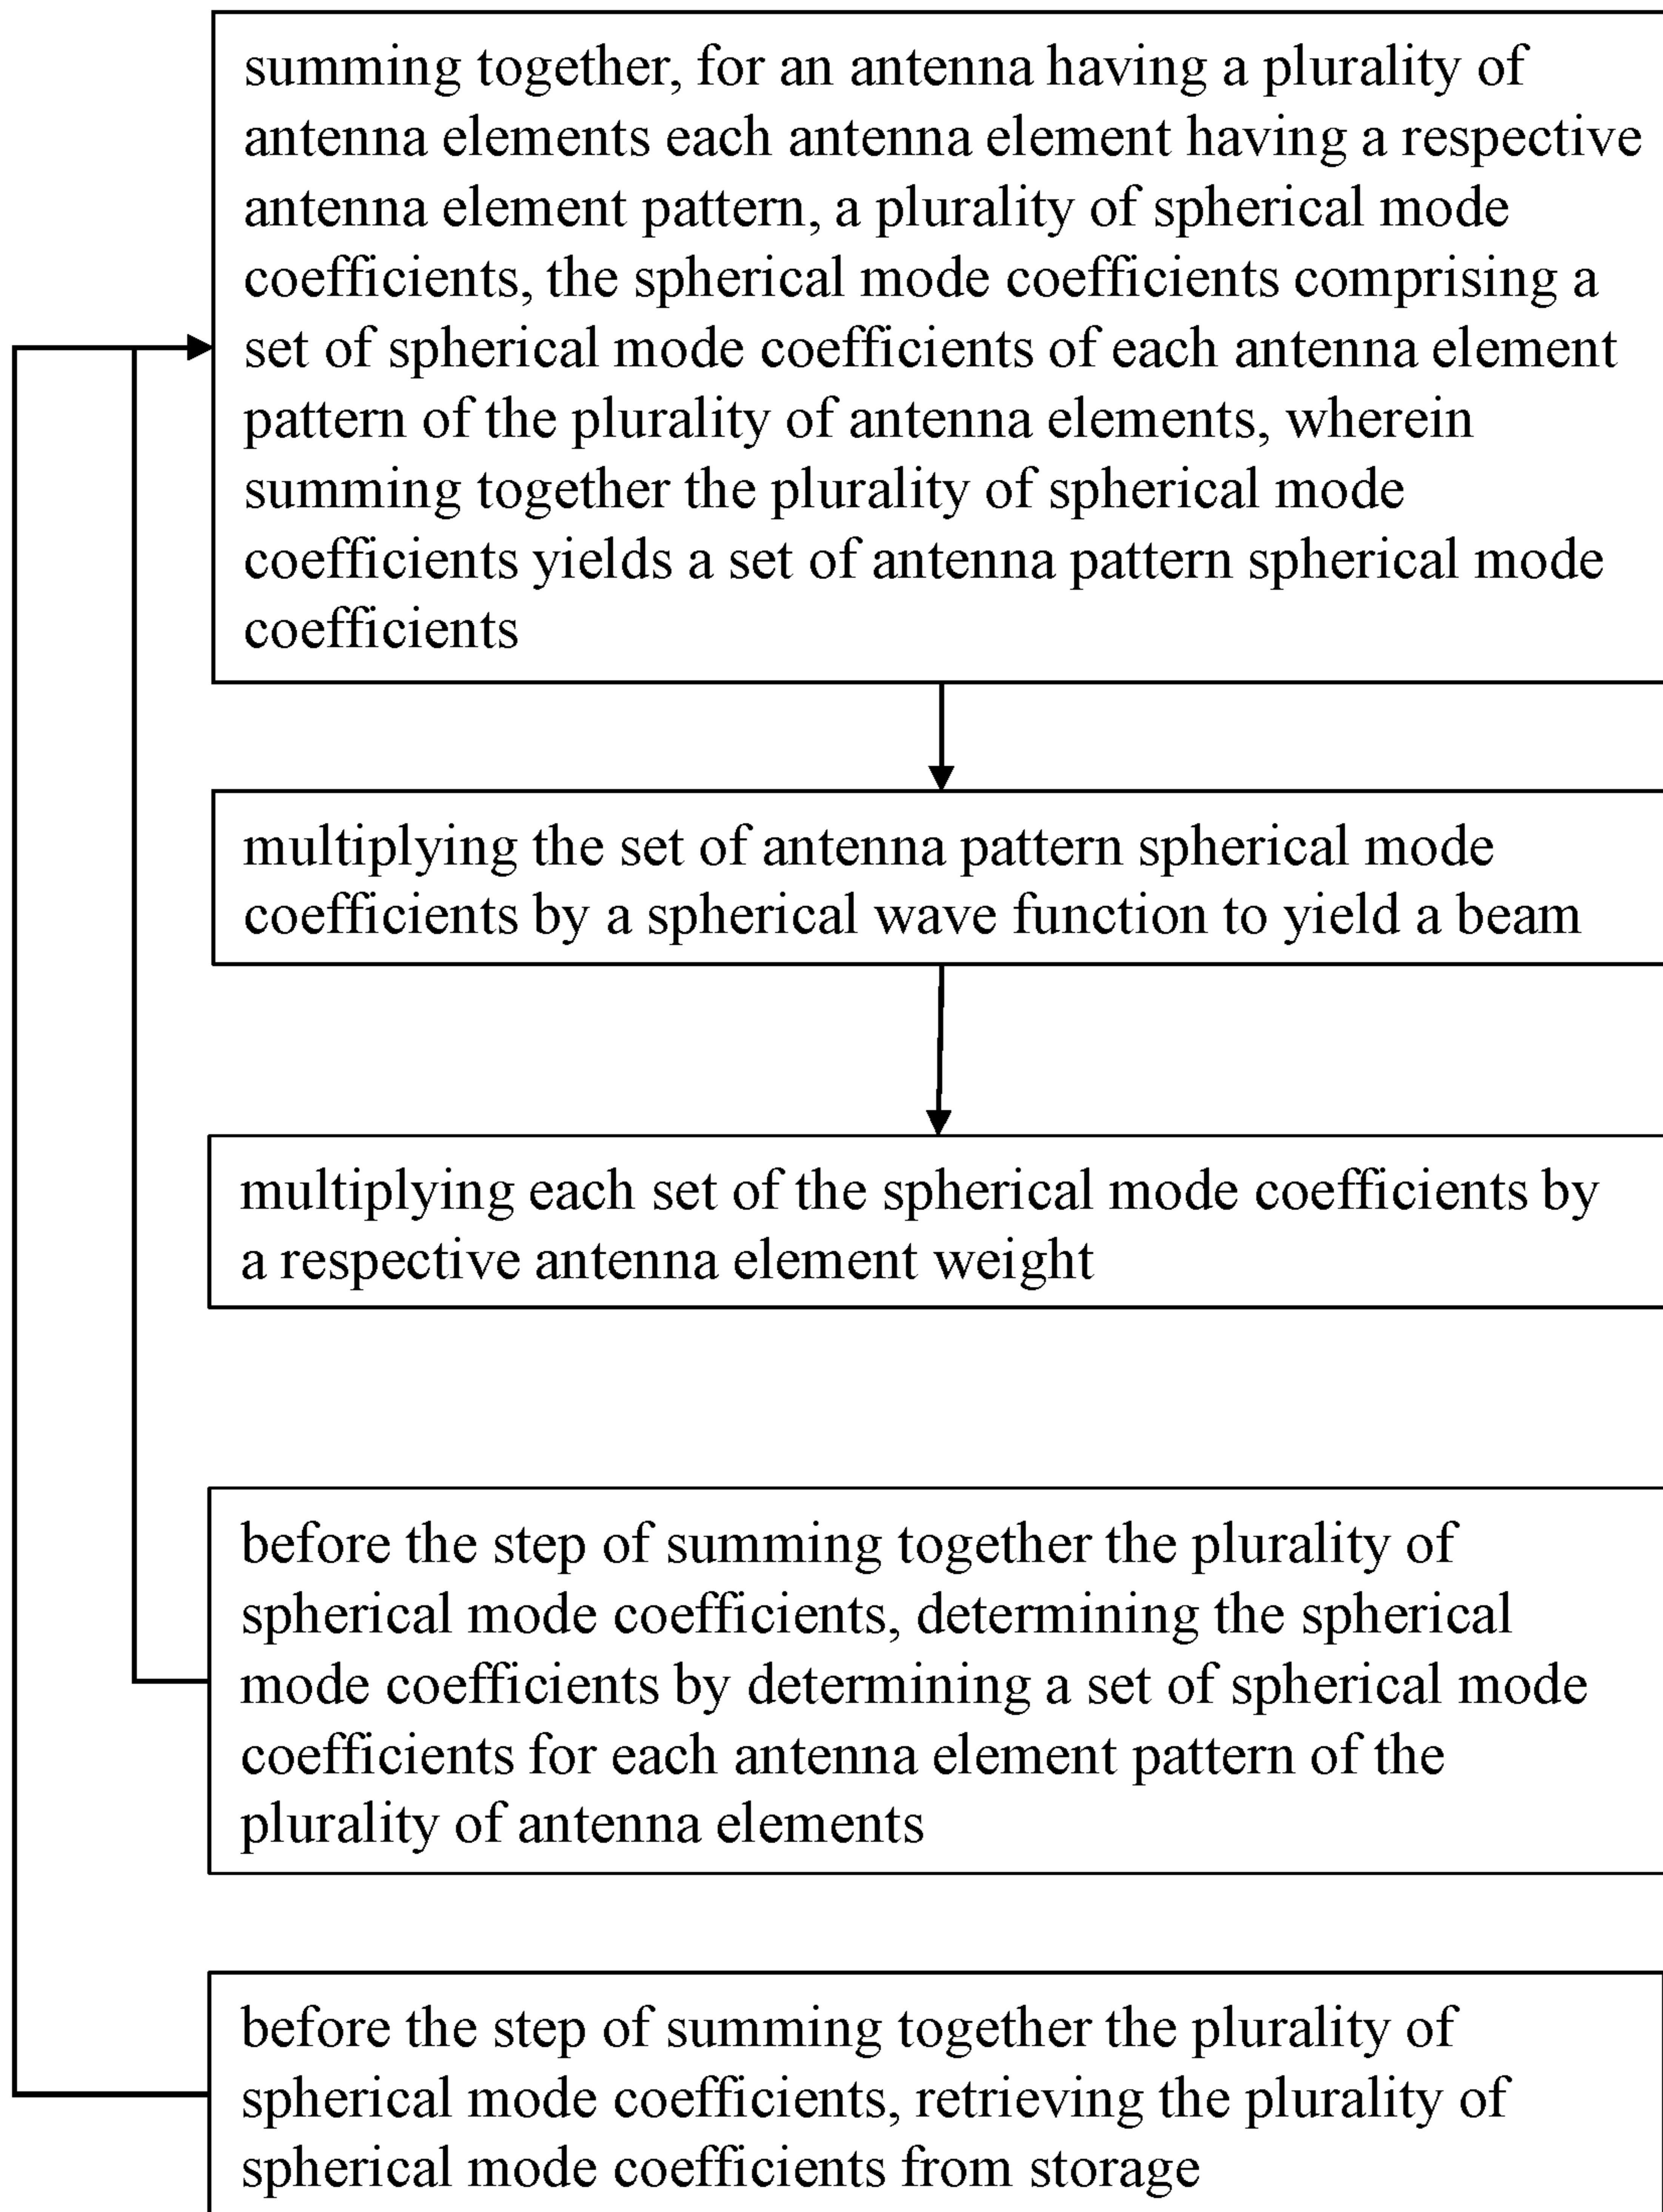 summing together, for an antenna having a plurality of
antenna elements each antenna element having a respective
antenna element pattern, a plurality of spherical mode
coefficients, the spherical mode coefficients comprising a
set of spherical mode coefficients of each antenna element
pattern of the plurality of antenna elements, wherein
summing together the plurality of spherical mode
coefficients yields a set of antenna pattern spherical mode
coefficients
multiplying the set of antenna pattern spherical mode
coefficients by a spherical wave function to yield a beam
multiplying each set of the spherical mode coefficients by
a respective antenna element weight
before the step of summing together the plurality of
spherical mode coefficients, determining the spherical
mode coefficients by determining a set of spherical mode
coefficients for each antenna element pattern of the
plurality of antenna elements
before the step of summing together the plurality of
spherical mode coefficients, retrieving the plurality of
spherical mode coefficients from storage